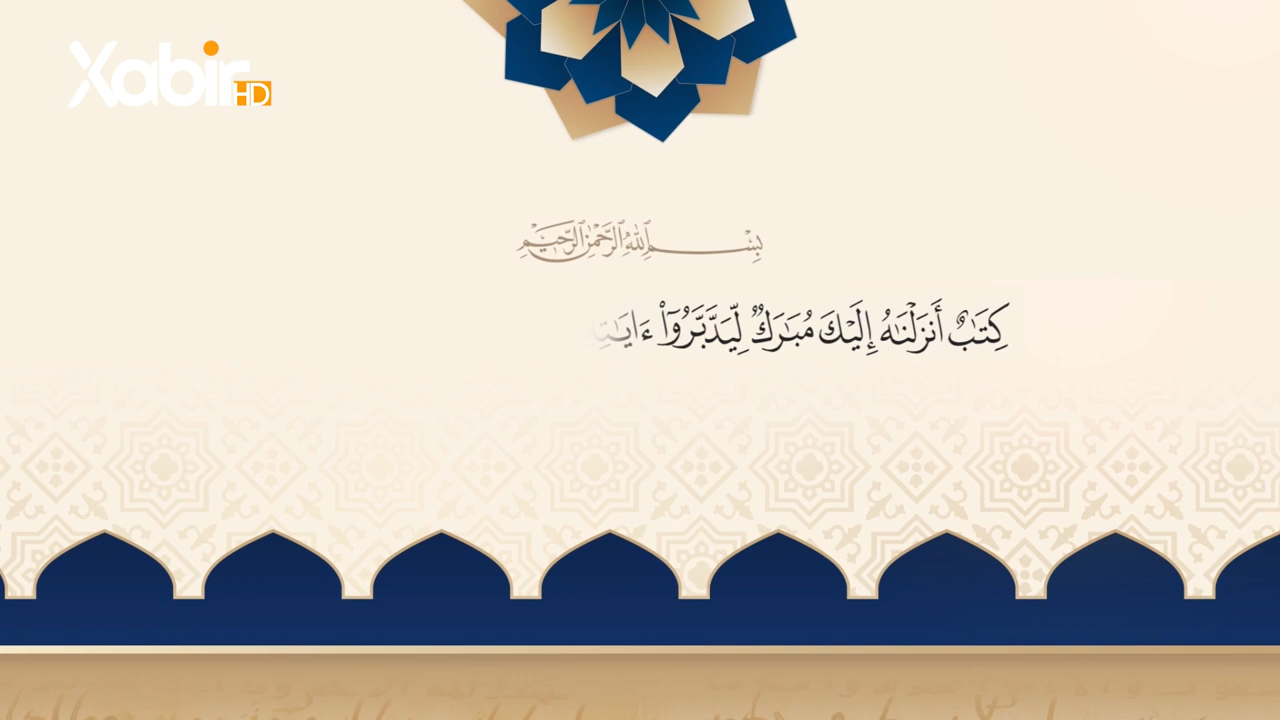 Xabir HD
بِسْمِ ٱللَّهِ ٱلرَّحْمَٰنِ ٱلرَّحِيمِ
كِتَٰبٌ أَنزَلْنَٰهُ إِلَيْكَ مُبَٰرَكٌ لِّيَدَّبَّرُوٓا۟